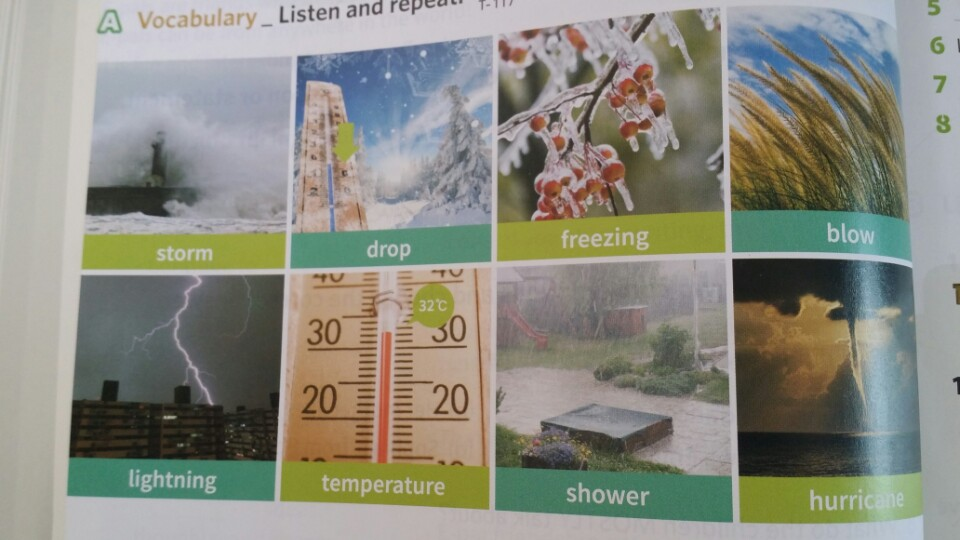 A Vocabulary _ Listen and repeat. T-117
storm
drop
freezing
blow
lightning
temperature
shower
hurricane
40 40
32℃
30 30
20 20
5
6
7
8